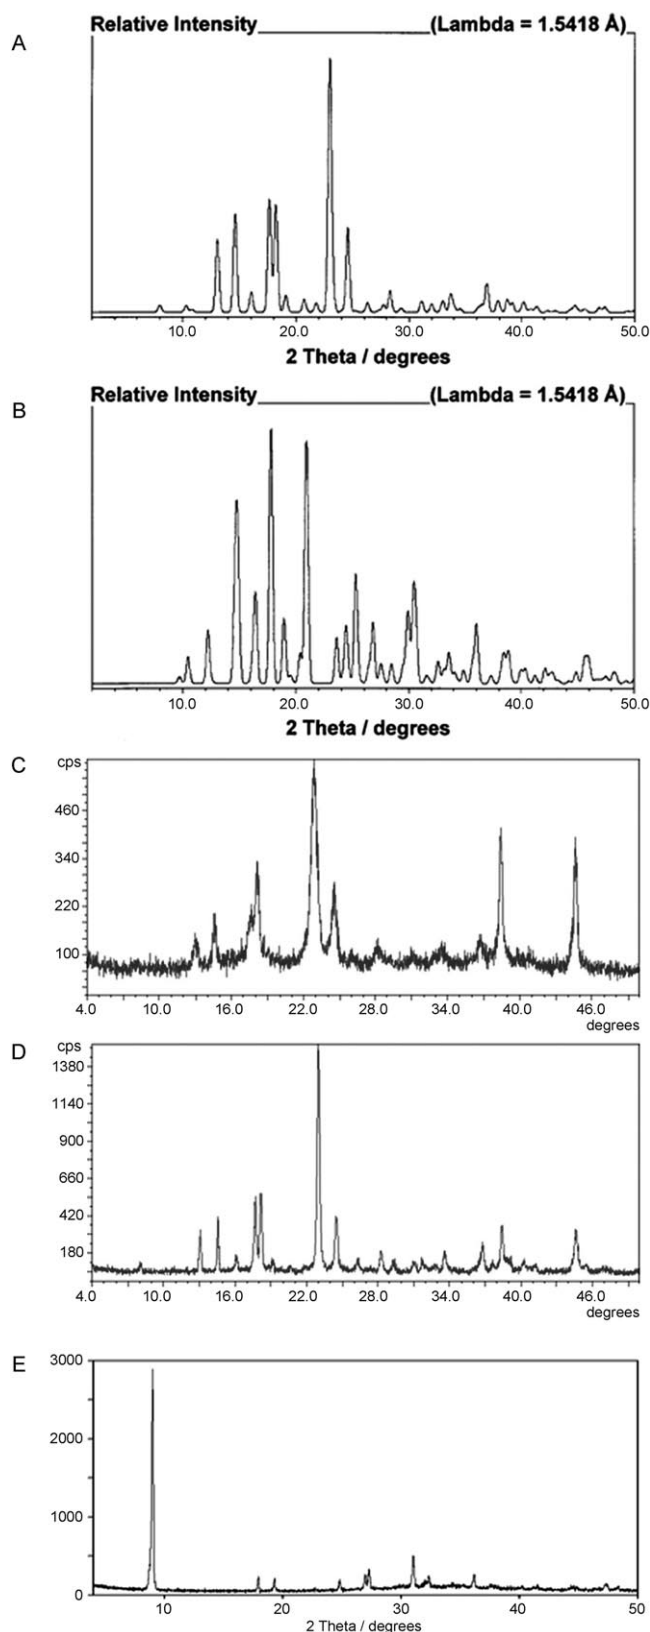 A
Relative Intensity (Lambda = 1.5418 Å)
10.0 20.0 30.0 40.0 50.0
2 Theta / degrees
B
Relative Intensity (Lambda = 1.5418 Å)
10.0 20.0 30.0 40.0 50.0
2 Theta / degrees
C
cps
460
340
220
100
4.0 10.0 16.0 22.0 28.0 34.0 40.0 46.0
degrees
D
cps
1380
1140
900
660
420
180
4.0 10.0 16.0 22.0 28.0 34.0 40.0 46.0
degrees
E
3000
2000
1000
0
10 20 30 40 50
2 Theta / degrees